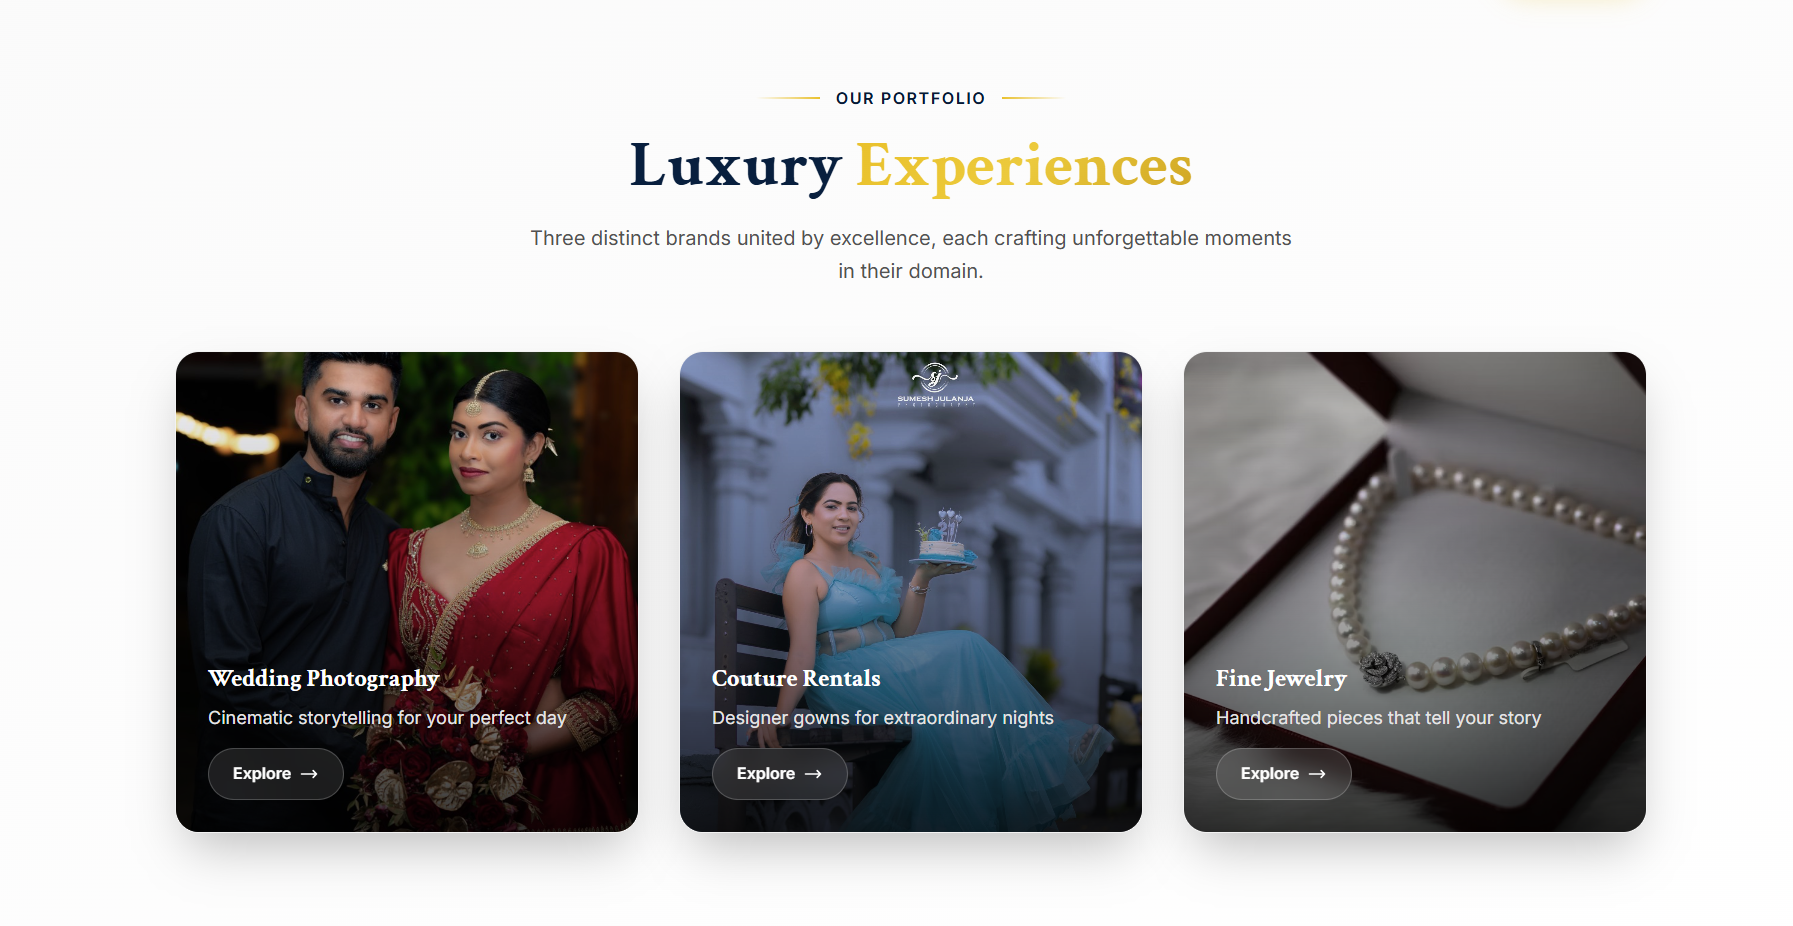 OUR PORTFOLIO
Luxury Experiences
Three distinct brands united by excellence, each crafting unforgettable moments
in their domain.
SUMESH JULANJA
Wedding Photography
Cinematic storytelling for your perfect day
Explore →
Couture Rentals
Designer gowns for extraordinary nights
Explore →
Fine Jewelry
Handcrafted pieces that tell your story
Explore →